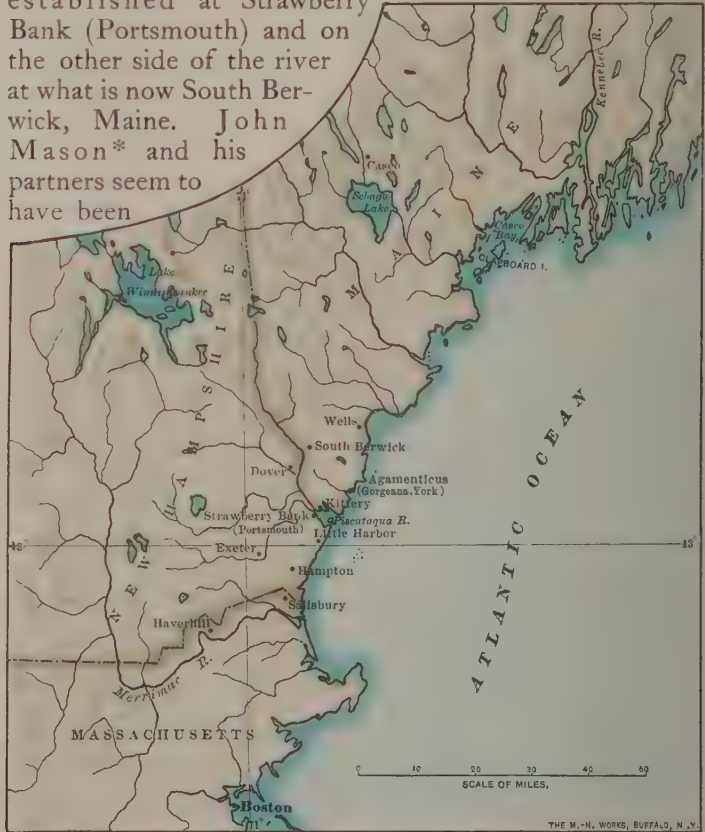 established at Strawberry
Bank (Portsmouth) and on
the other side of the river
at what is now South Ber-
wick, Maine. John
Mason* and his
partners seem to
have been
Kennebec R.
MAINE
Casco
Sebago
Lake
Casco
Bay
CLAPBOARD I.
Lake
Winnipiseukee
NEW HAMPSHIRE
Wells
South Berwick
Dover
Agamenticus
(Gorgeana, York)
Kittery
Strawberry Bank
(Portsmouth)
Piscataqua R.
Little Harbor
43°
43°
Exeter
Hampton
Salisbury
Haverhill
Merrimac R.
MASSACHUSETTS
Boston
71°
ATLANTIC OCEAN
0 10 20 30 40 50
SCALE OF MILES.
THE M.-N. WORKS, BUFFALO, N.Y.